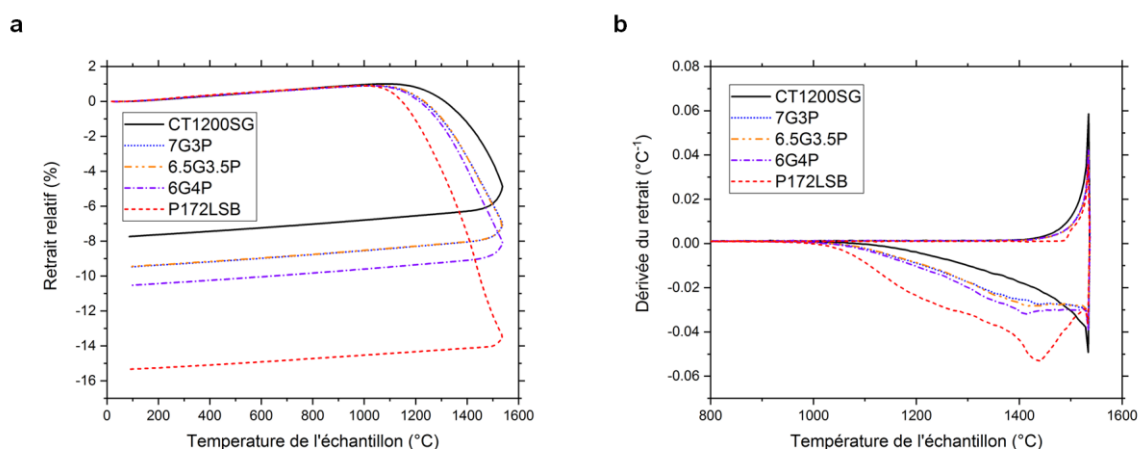 a
2
0
-2
-4
-6
-8
-10
-12
-14
-16
Retrait relatif (%)
CT1200SG
7G3P
6.5G3.5P
6G4P
P172LSB
0 200 400 600 800 1000 1200 1400 1600
Temperature de l'échantillon (°C)
b
0.08
0.06
0.04
0.02
0.00
-0.02
-0.04
-0.06
Dérivée du retrait (°C⁻¹)
CT1200SG
7G3P
6.5G3.5P
6G4P
P172LSB
800 1000 1200 1400 1600
Température de l'échantillon (°C)